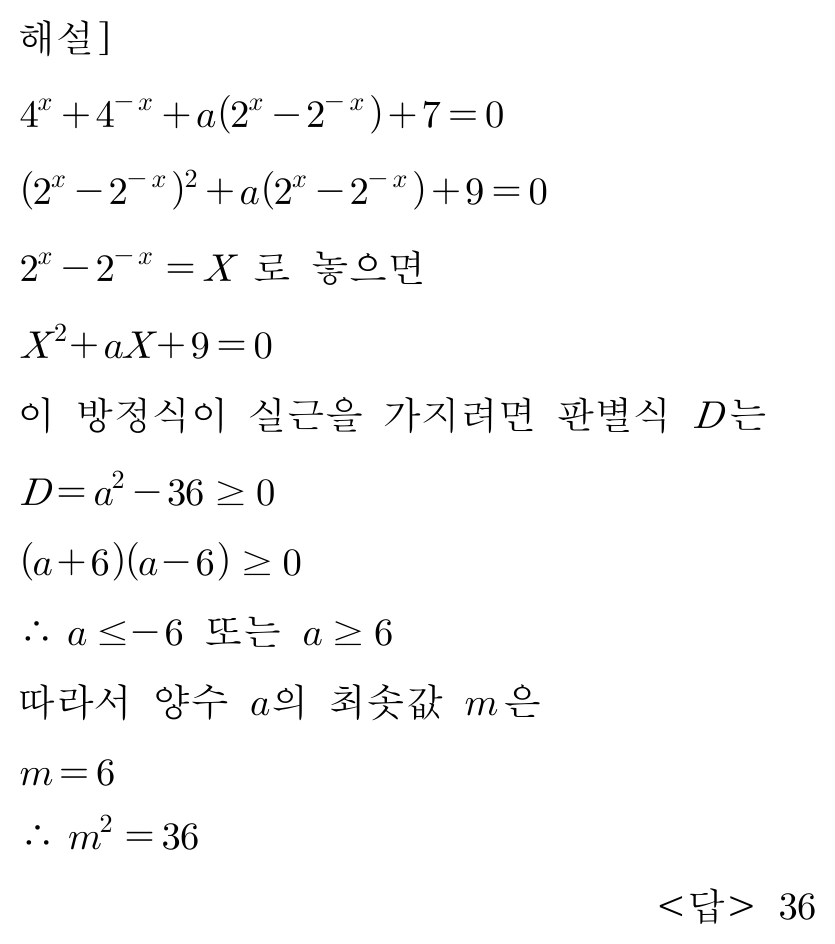 해설]
4^x + 4^{-x} + a(2^x - 2^{-x}) + 7 = 0
(2^x - 2^{-x})^2 + a(2^x - 2^{-x}) + 9 = 0
2^x - 2^{-x} = X 로 놓으면
X^2 + aX + 9 = 0
이 방정식이 실근을 가지려면 판별식 D는
D = a^2 - 36 ≥ 0
(a+6)(a-6) ≥ 0
∴ a ≤ -6 또는 a ≥ 6
따라서 양수 a의 최솟값 m은
m = 6
∴ m^2 = 36
<답> 36